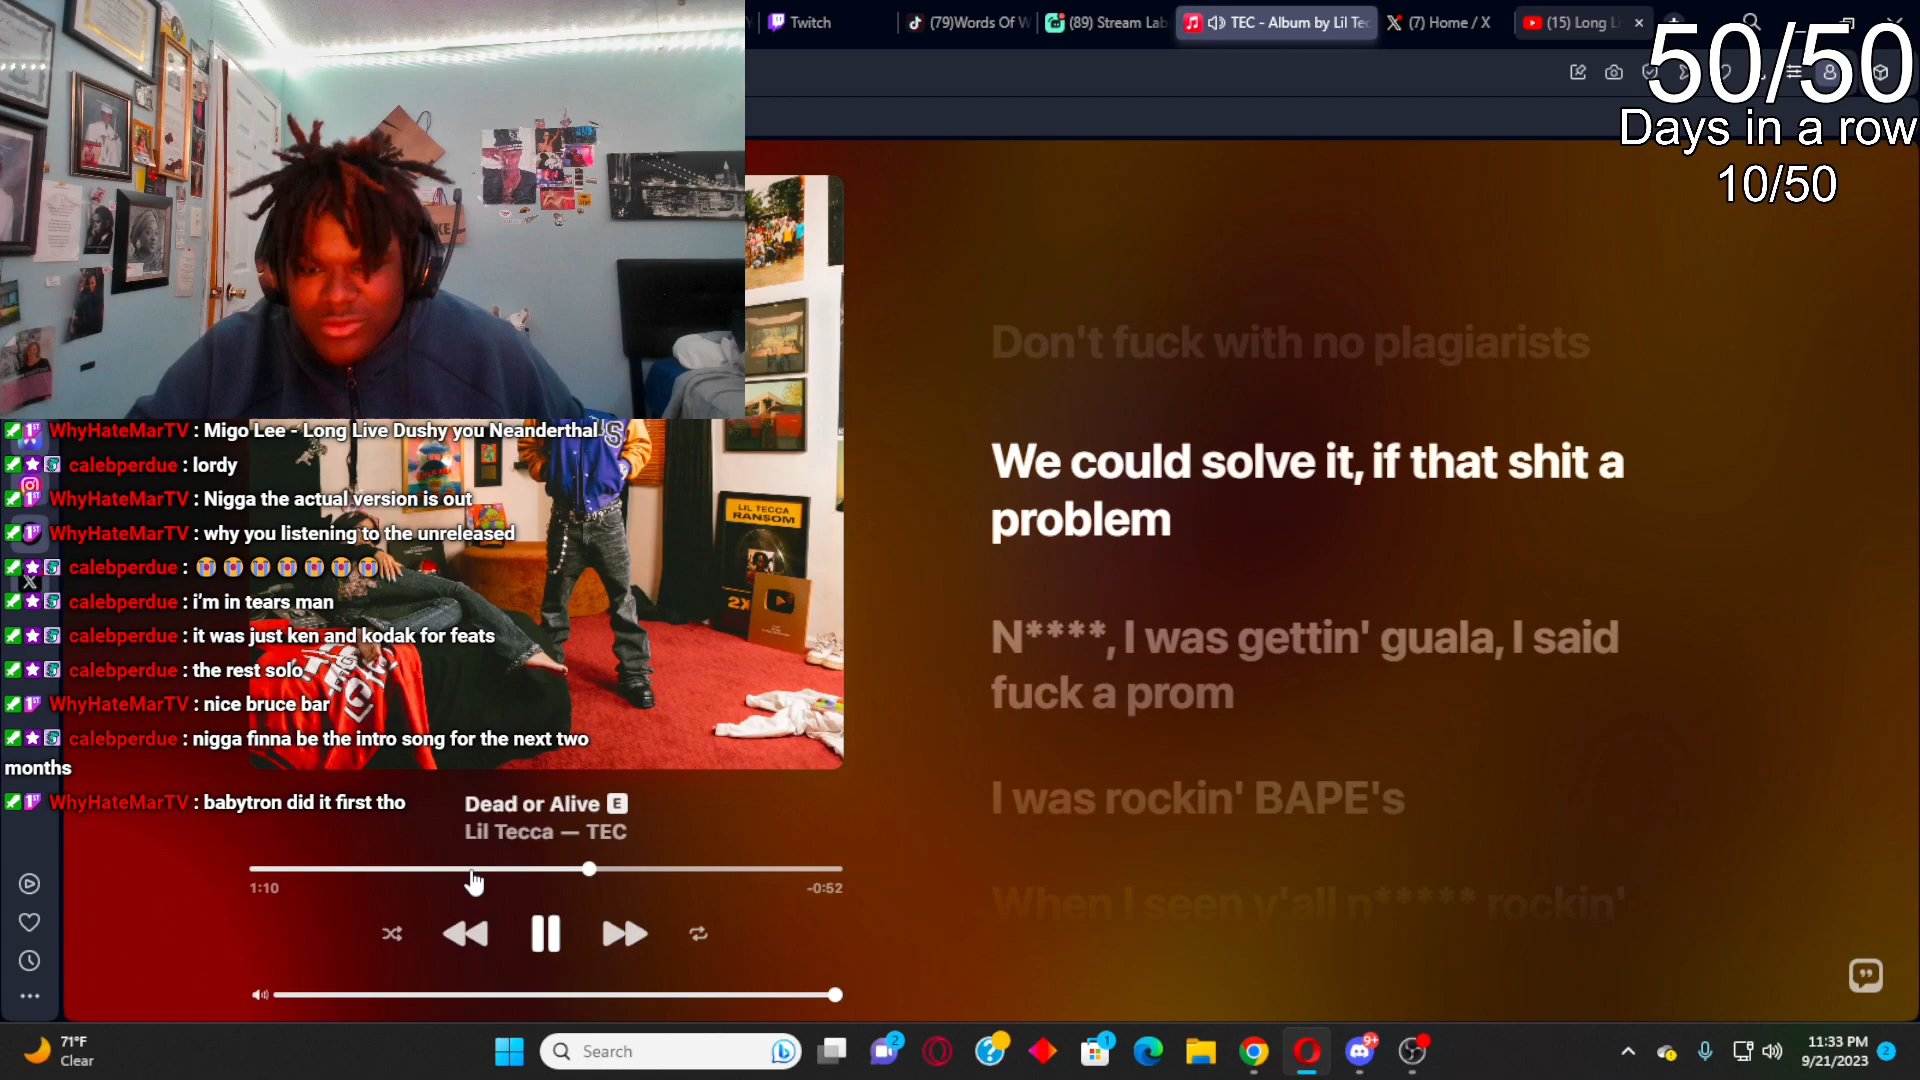 Twitch
(79)Words Of W
(89) Stream Lab
TEC - Album by Lil Tec
(7) Home / X
(15) Long Li
50/50
Days in a row
10/50
Don't fuck with no plagiarists
We could solve it, if that shit a
problem
N****, I was gettin' guala, I said
fuck a prom
I was rockin' BAPE's
When I seen y'all n***** rockin'
WhyHateMarTV : Migo Lee - Long Live Dushy you Neanderthal
calebperdue : lordy
WhyHateMarTV : Nigga the actual version is out
WhyHateMarTV : why you listening to the unreleased
calebperdue : 😭😭😭😭😭😭😭
calebperdue : i'm in tears man
calebperdue : it was just ken and kodak for feats
calebperdue : the rest solo
WhyHateMarTV : nice bruce bar
calebperdue : nigga finna be the intro song for the next two
months
WhyHateMarTV : babytron did it first tho
LIL TECCA
RANSOM
2X
Dead or Alive E
Lil Tecca — TEC
1:10
-0:52
71°F
Clear
Search
2
1
9+
11:33 PM
9/21/2023
2